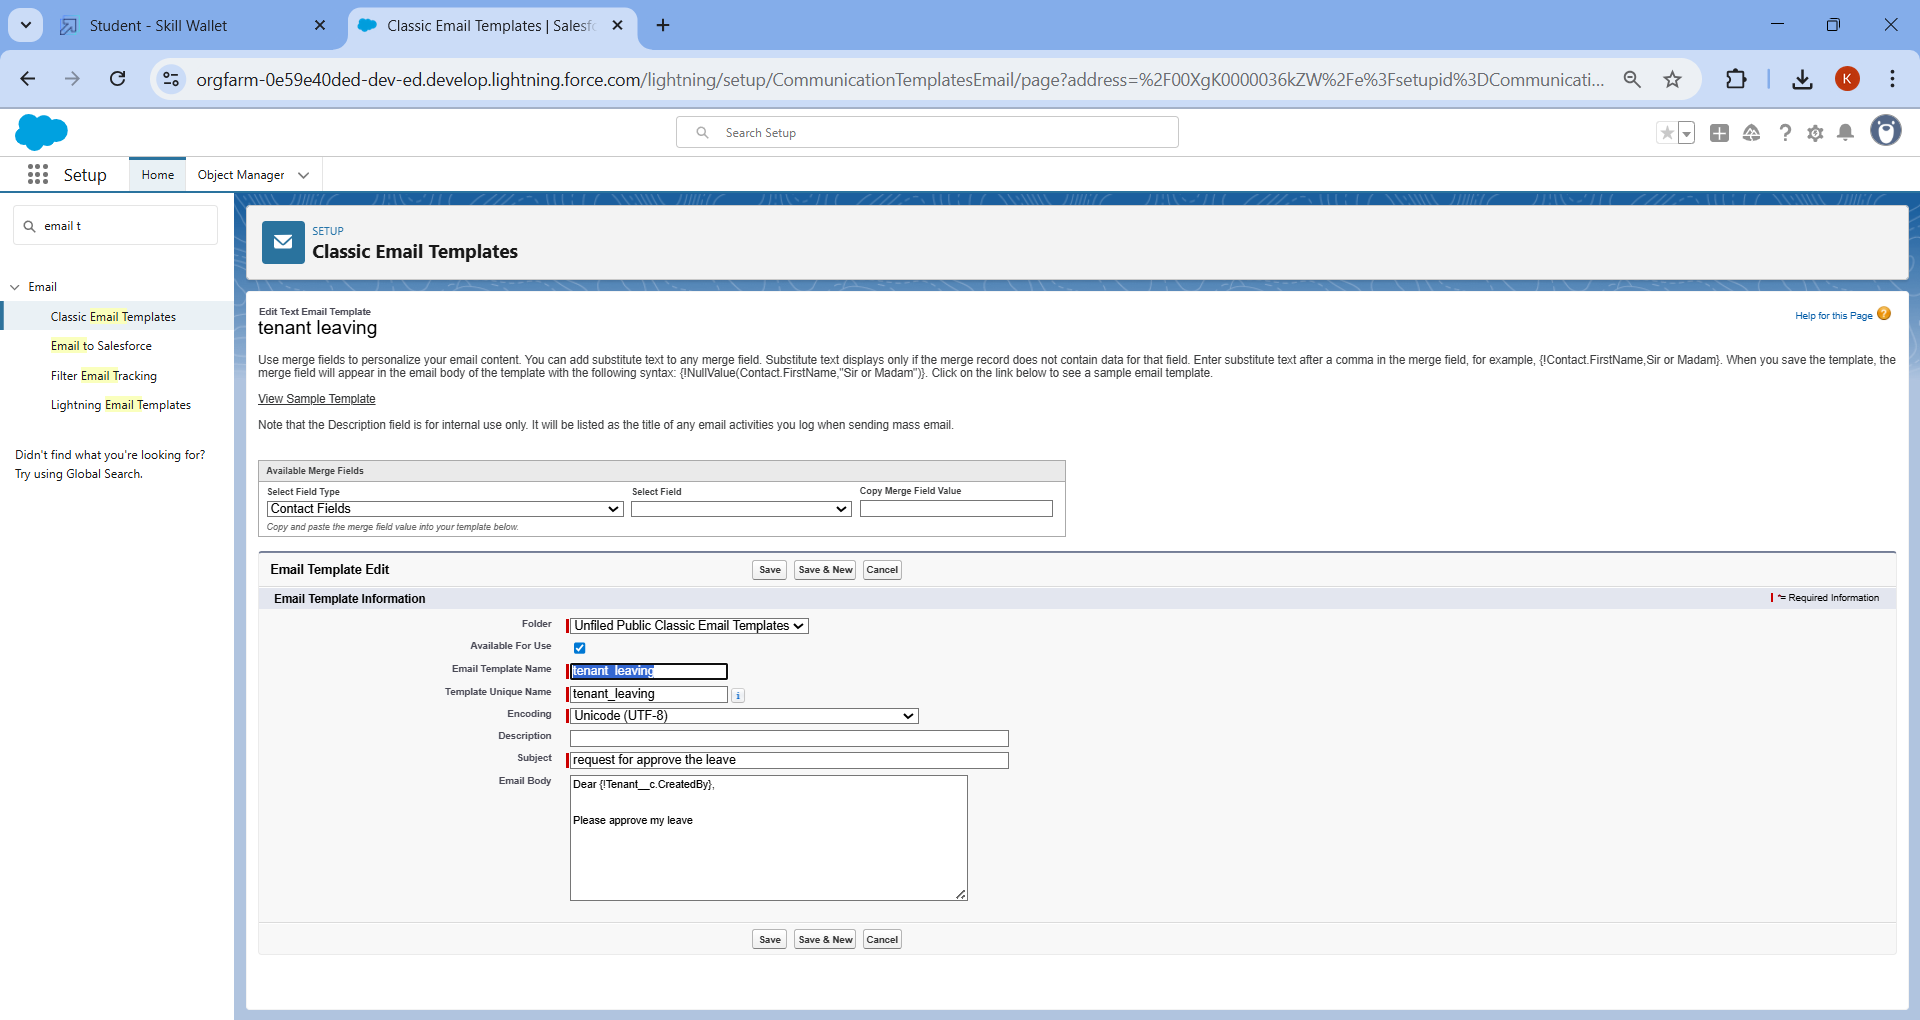 Student - Skill Wallet
Classic Email Templates | Salesf
orgfarm-0e59e40ded-dev-ed.develop.lightning.force.com/lightning/setup/CommunicationTemplatesEmail/page?address=%2F00XgK0000036kZW%2Fe%3Fsetupid%3DCommunicati...
K
Search Setup
Setup
Home
Object Manager
email t
Email
Classic Email Templates
Email to Salesforce
Filter Email Tracking
Lightning Email Templates
Didn't find what you're looking for?
Try using Global Search.
SETUP
Classic Email Templates
Edit Text Email Template
tenant leaving
Help for this Page
Use merge fields to personalize your email content. You can add substitute text to any merge field. Substitute text displays only if the merge record does not contain data for that field. Enter substitute text after a comma in the merge field, for example, {!Contact.FirstName,Sir or Madam}. When you save the template, the
merge field will appear in the email body of the template with the following syntax: {!NullValue(Contact.FirstName,"Sir or Madam")}. Click on the link below to see a sample email template.
View Sample Template
Note that the Description field is for internal use only. It will be listed as the title of any email activities you log when sending mass email.
Available Merge Fields
Select Field Type Select Field Copy Merge Field Value
Contact Fields
Copy and paste the merge field value into your template below.
Email Template Edit Save Save & New Cancel
Email Template Information = Required Information
Folder Unfiled Public Classic Email Templates
Available For Use
Email Template Name tenant leaving
Template Unique Name tenant_leaving i
Encoding Unicode (UTF-8)
Description
Subject request for approve the leave
Email Body Dear {!Tenant__c.CreatedBy},
Please approve my leave
Save Save & New Cancel